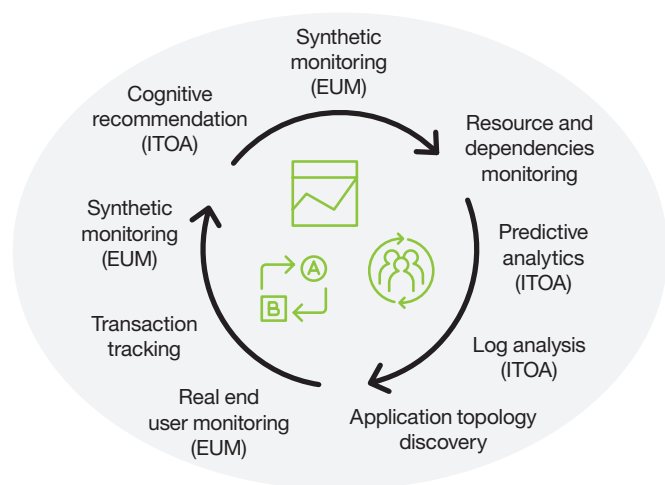 Synthetic
monitoring
(EUM)
Resource and
dependencies
monitoring
Predictive
analytics
(ITOA)
Log analysis
(ITOA)
Application topology
discovery
Real end
user monitoring
(EUM)
Transaction
tracking
Synthetic
monitoring
(EUM)
Cognitive
recommendation
(ITOA)
A
B